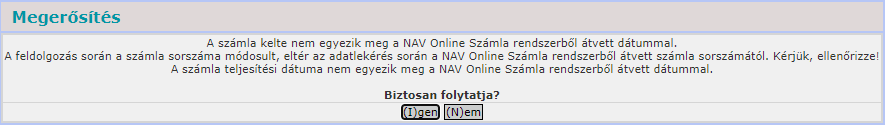 Megerősítés
A számla kelte nem egyezik meg a NAV Online Számla rendszerből átvett dátummal.
A feldolgozás során a számla sorszáma módosult, eltér az adatlekérés során a NAV Online Számla rendszerből átvett számla sorszámától. Kérjük, ellenőrizze!
A számla teljesítési dátuma nem egyezik meg a NAV Online Számla rendszerből átvett dátummal.
Biztosan folytatja?
(I)gen (N)em